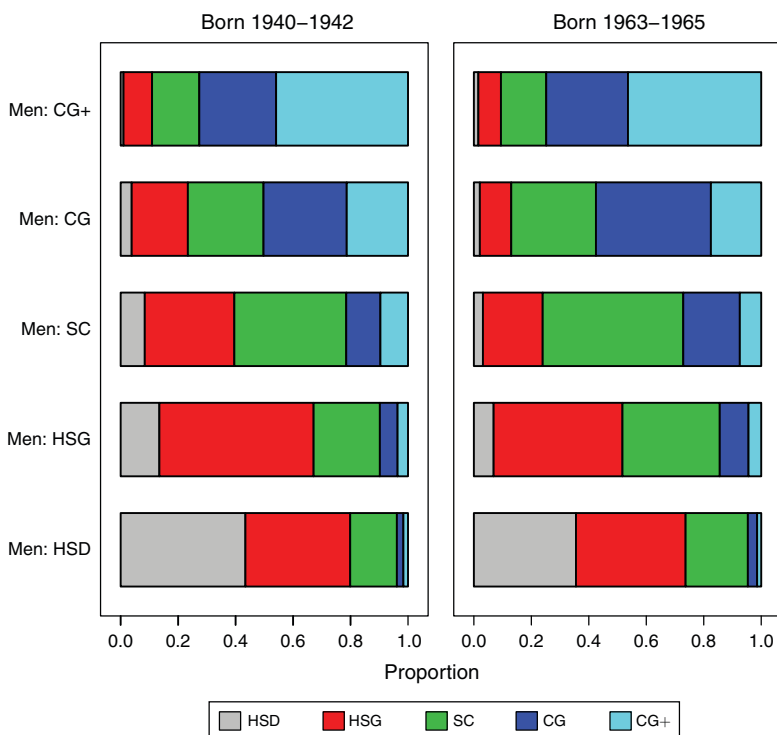 Born 1940–1942
Born 1963–1965
Men: CG+
Men: CG
Men: SC
Men: HSG
Men: HSD
0.0 0.2 0.4 0.6 0.8 1.0
0.0 0.2 0.4 0.6 0.8 1.0
Proportion
HSD HSG SC CG CG+